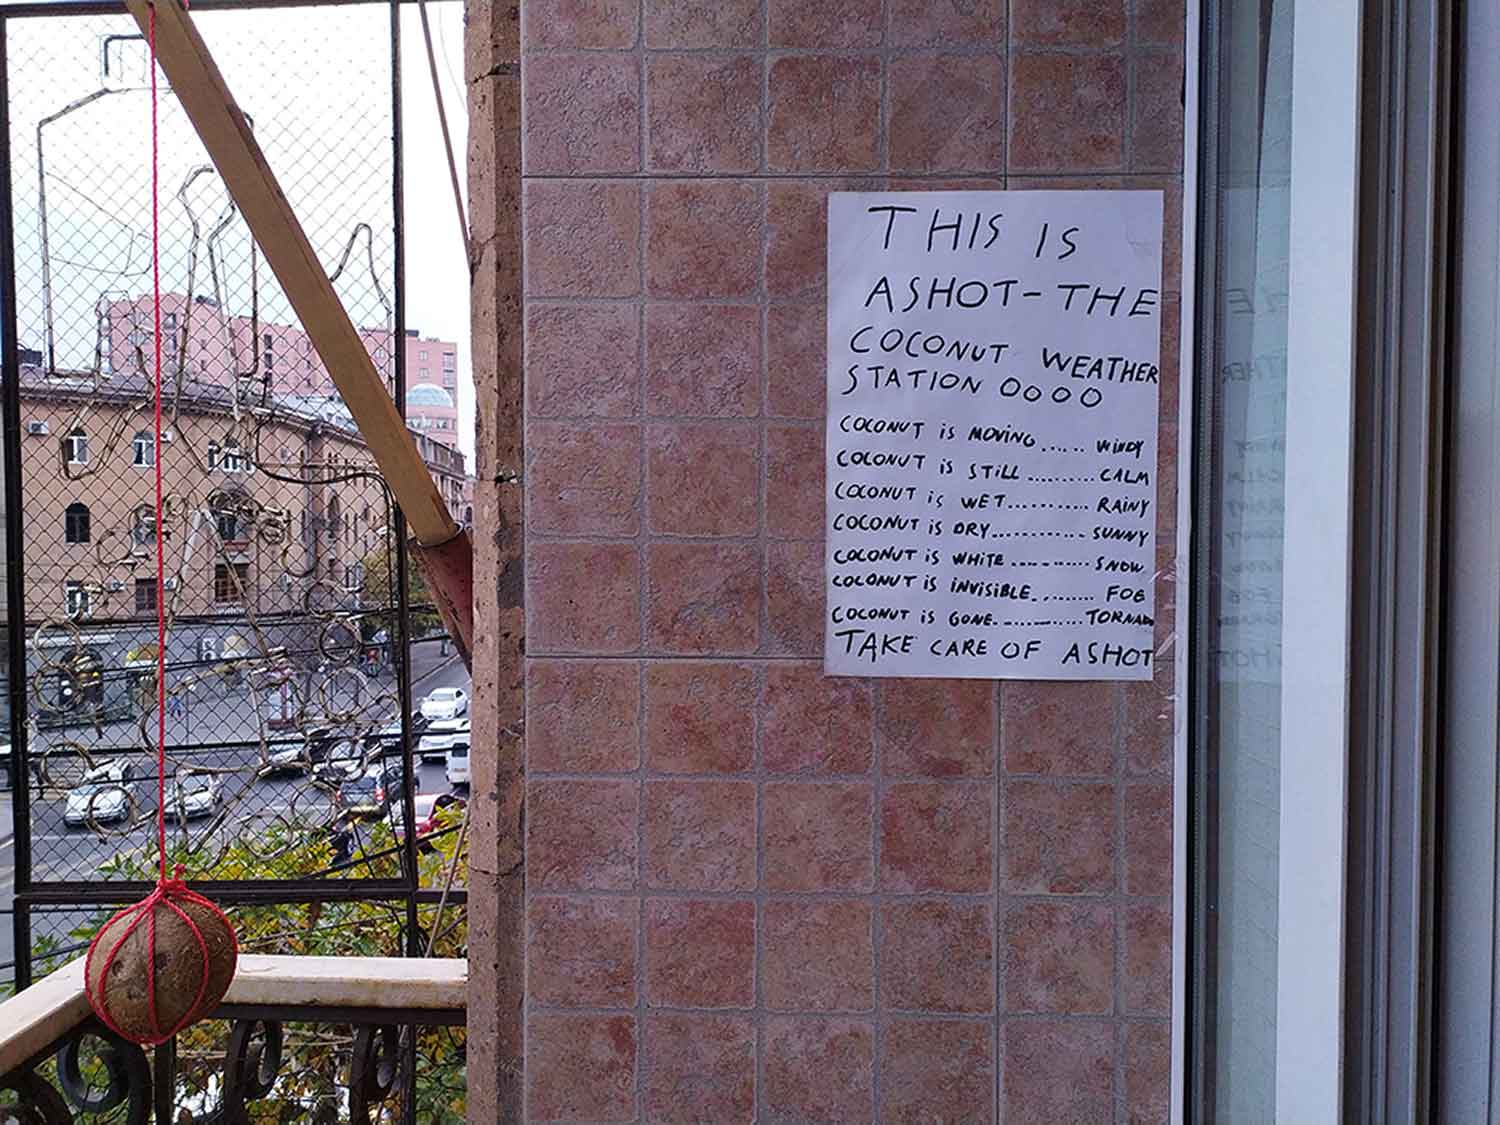 THIS IS
ASHOT-THE
COCONUT WEATHER
STATION OOOO
COCONUT is MOVING...... WINDY
COCONUT is STiLL.......... CALM
COCONUT is WET........... RAINY
COCONUT iS DRY............. SUNNY
COCONUT iS WHiTE........... SNOW
COCONUT iS INViSiBLE......... FOG
COCONUT iS GONE............ TORNADO
TAKE CARE OF ASHOT